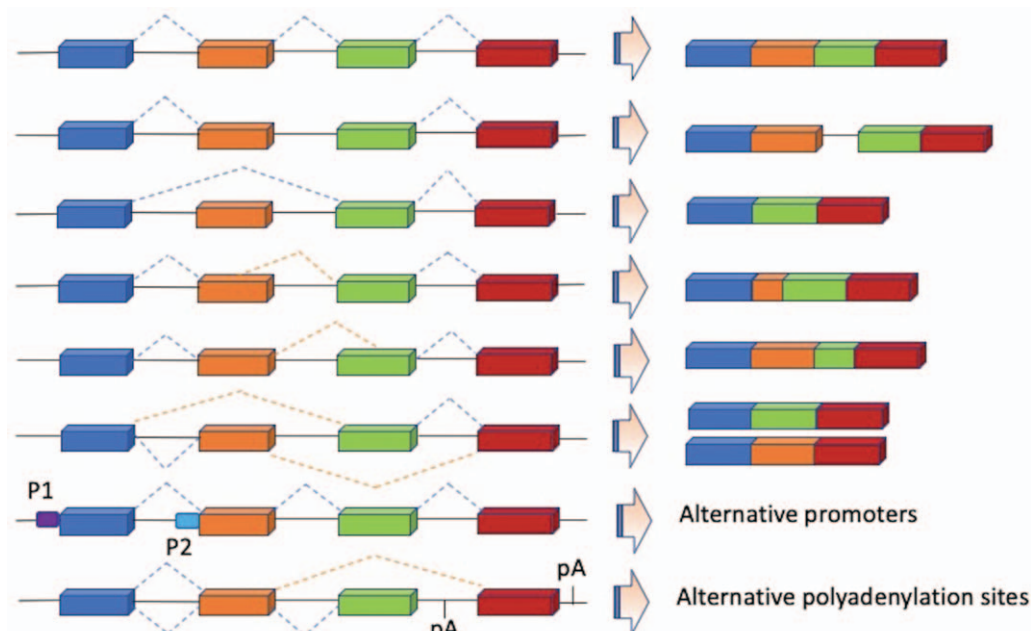 P1
P2
Alternative promoters
pA
pA
Alternative polyadenylation sites